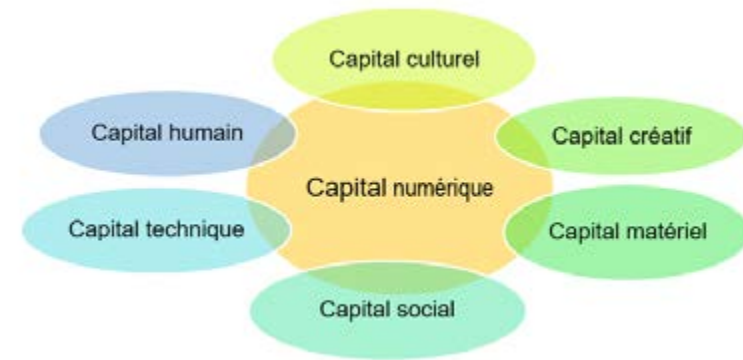 Capital culturel
Capital humain
Capital créatif
Capital numérique
Capital technique
Capital matériel
Capital social